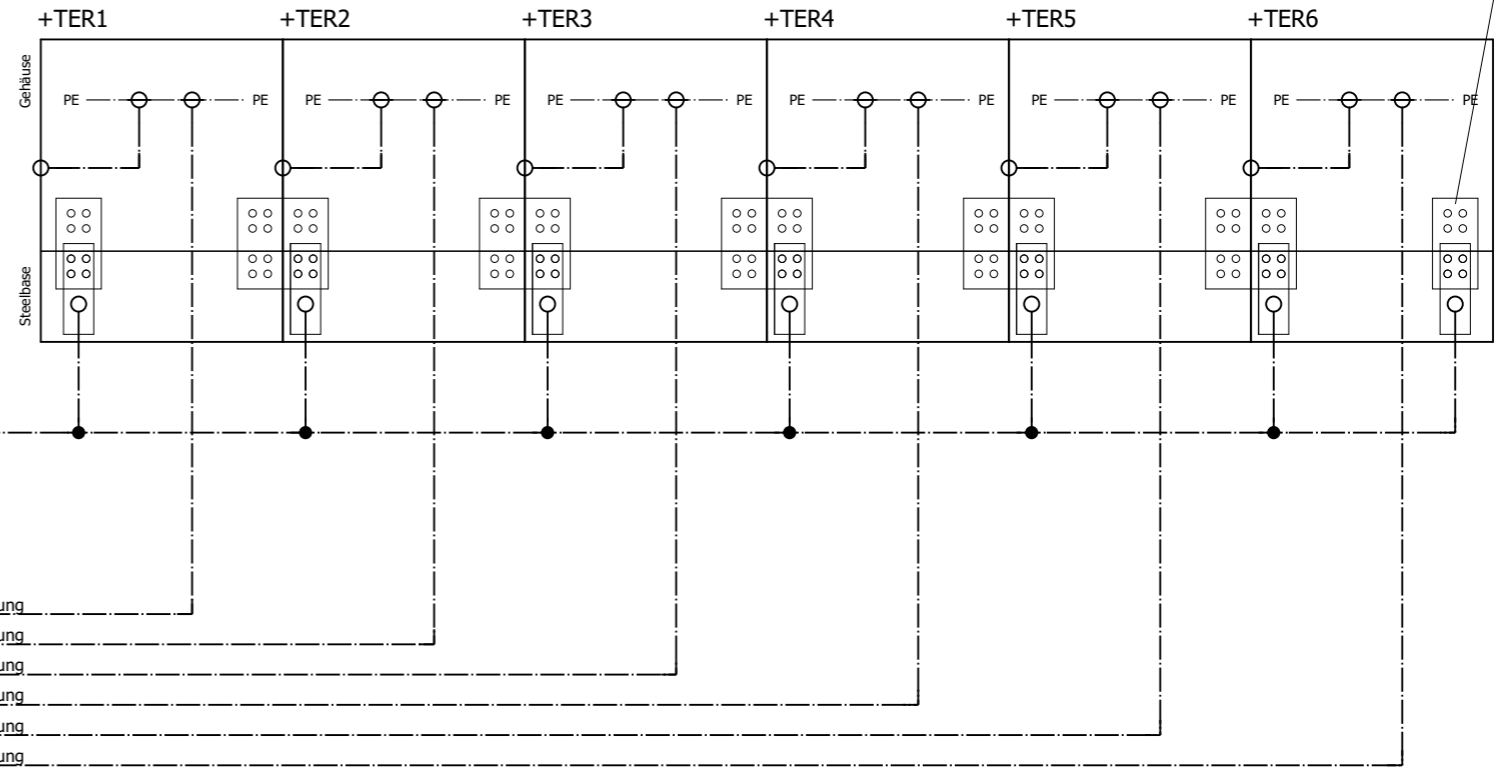 +TER1 +TER2 +TER3 +TER4 +TER5 +TER6
Gehäuse
PE PE PE PE PE PE PE PE PE PE PE PE
Steelbase
ung
ung
ung
ung
ung
ung